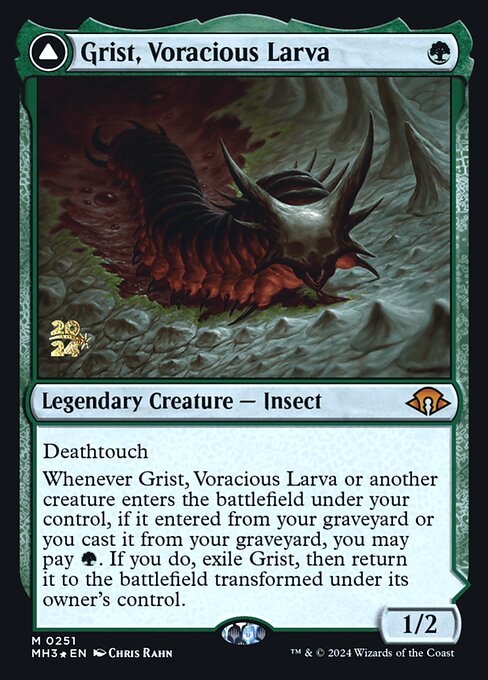 Grist, Voracious Larva
20
24
Legendary Creature — Insect
Deathtouch
Whenever Grist, Voracious Larva or another
creature enters the battlefield under your
control, if it entered from your graveyard or
you cast it from your graveyard, you may
pay . If you do, exile Grist, then return
it to the battlefield transformed under its
owner's control.
1/2
M 0251
MH3★EN Chris Rahn
™ & © 2024 Wizards of the Coast